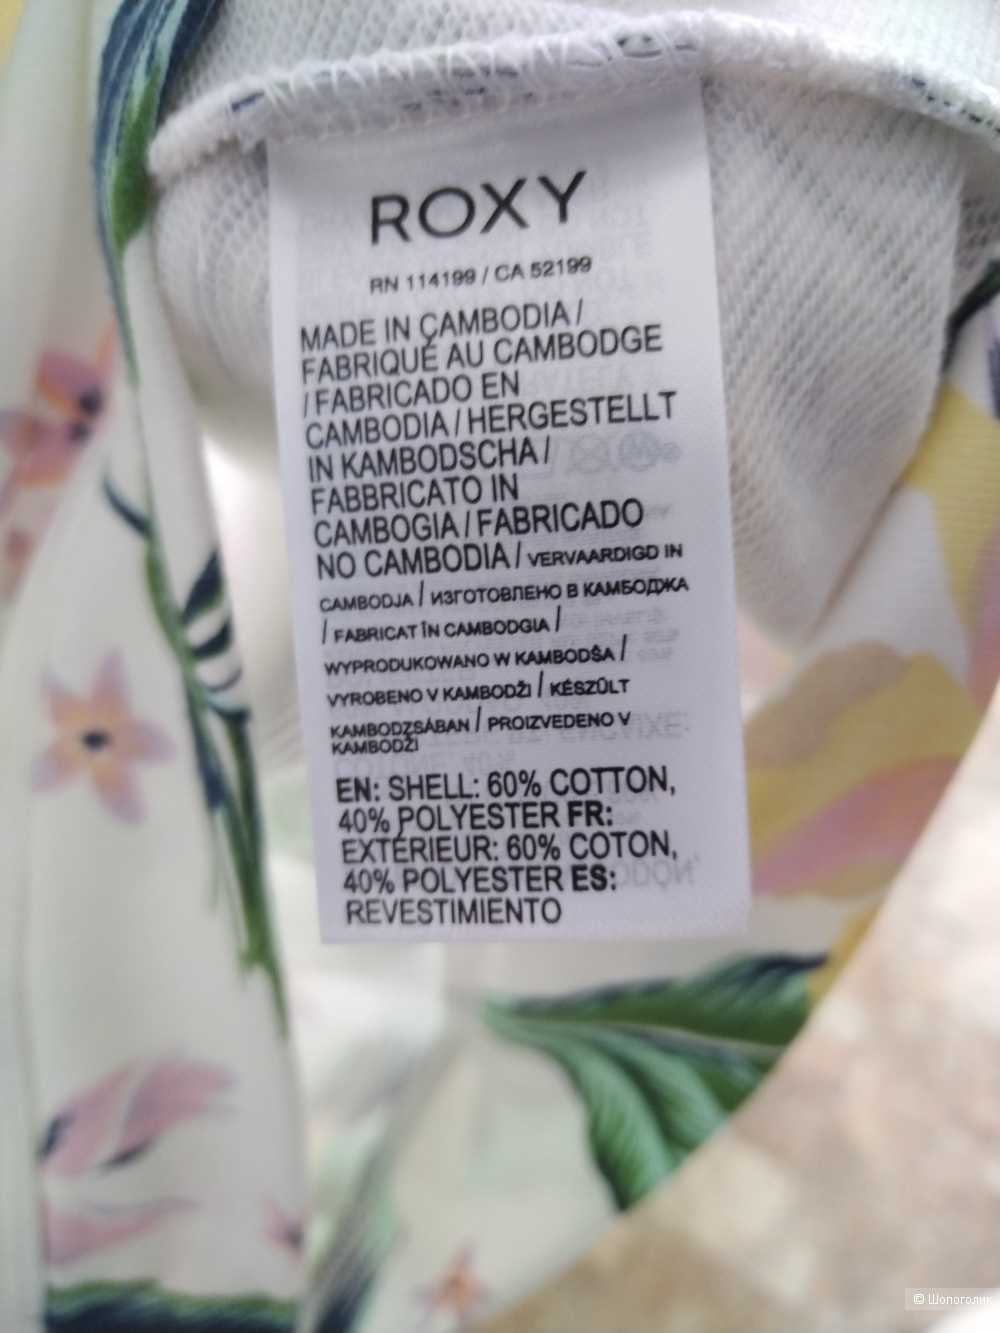 ROXY
RN 114199 / CA 52199
MADE IN CAMBODIA /
FABRIQUÉ AU CAMBODGE
/ FABRICADO EN
CAMBODIA / HERGESTELLT
IN KAMBODSCHA /
FABBRICATO IN
CAMBOGIA / FABRICADO
NO CAMBODIA / VERVAARDIGD IN
CAMBODJA / ИЗГОТОВЛЕНО В КАМБОДЖА
/ FABRICAT ÎN CAMBODGIA /
WYPRODUKOWANO W KAMBODŠA /
VYROBENO V KAMBODŽI / KÉSZÜLT
KAMBODZSÁBAN / PROIZVEDENO V
KAMBODŽI
EN: SHELL: 60% COTTON,
40% POLYESTER FR:
EXTÉRIEUR: 60% COTON,
40% POLYESTER ES:
REVESTIMIENTO
© Шопоголик